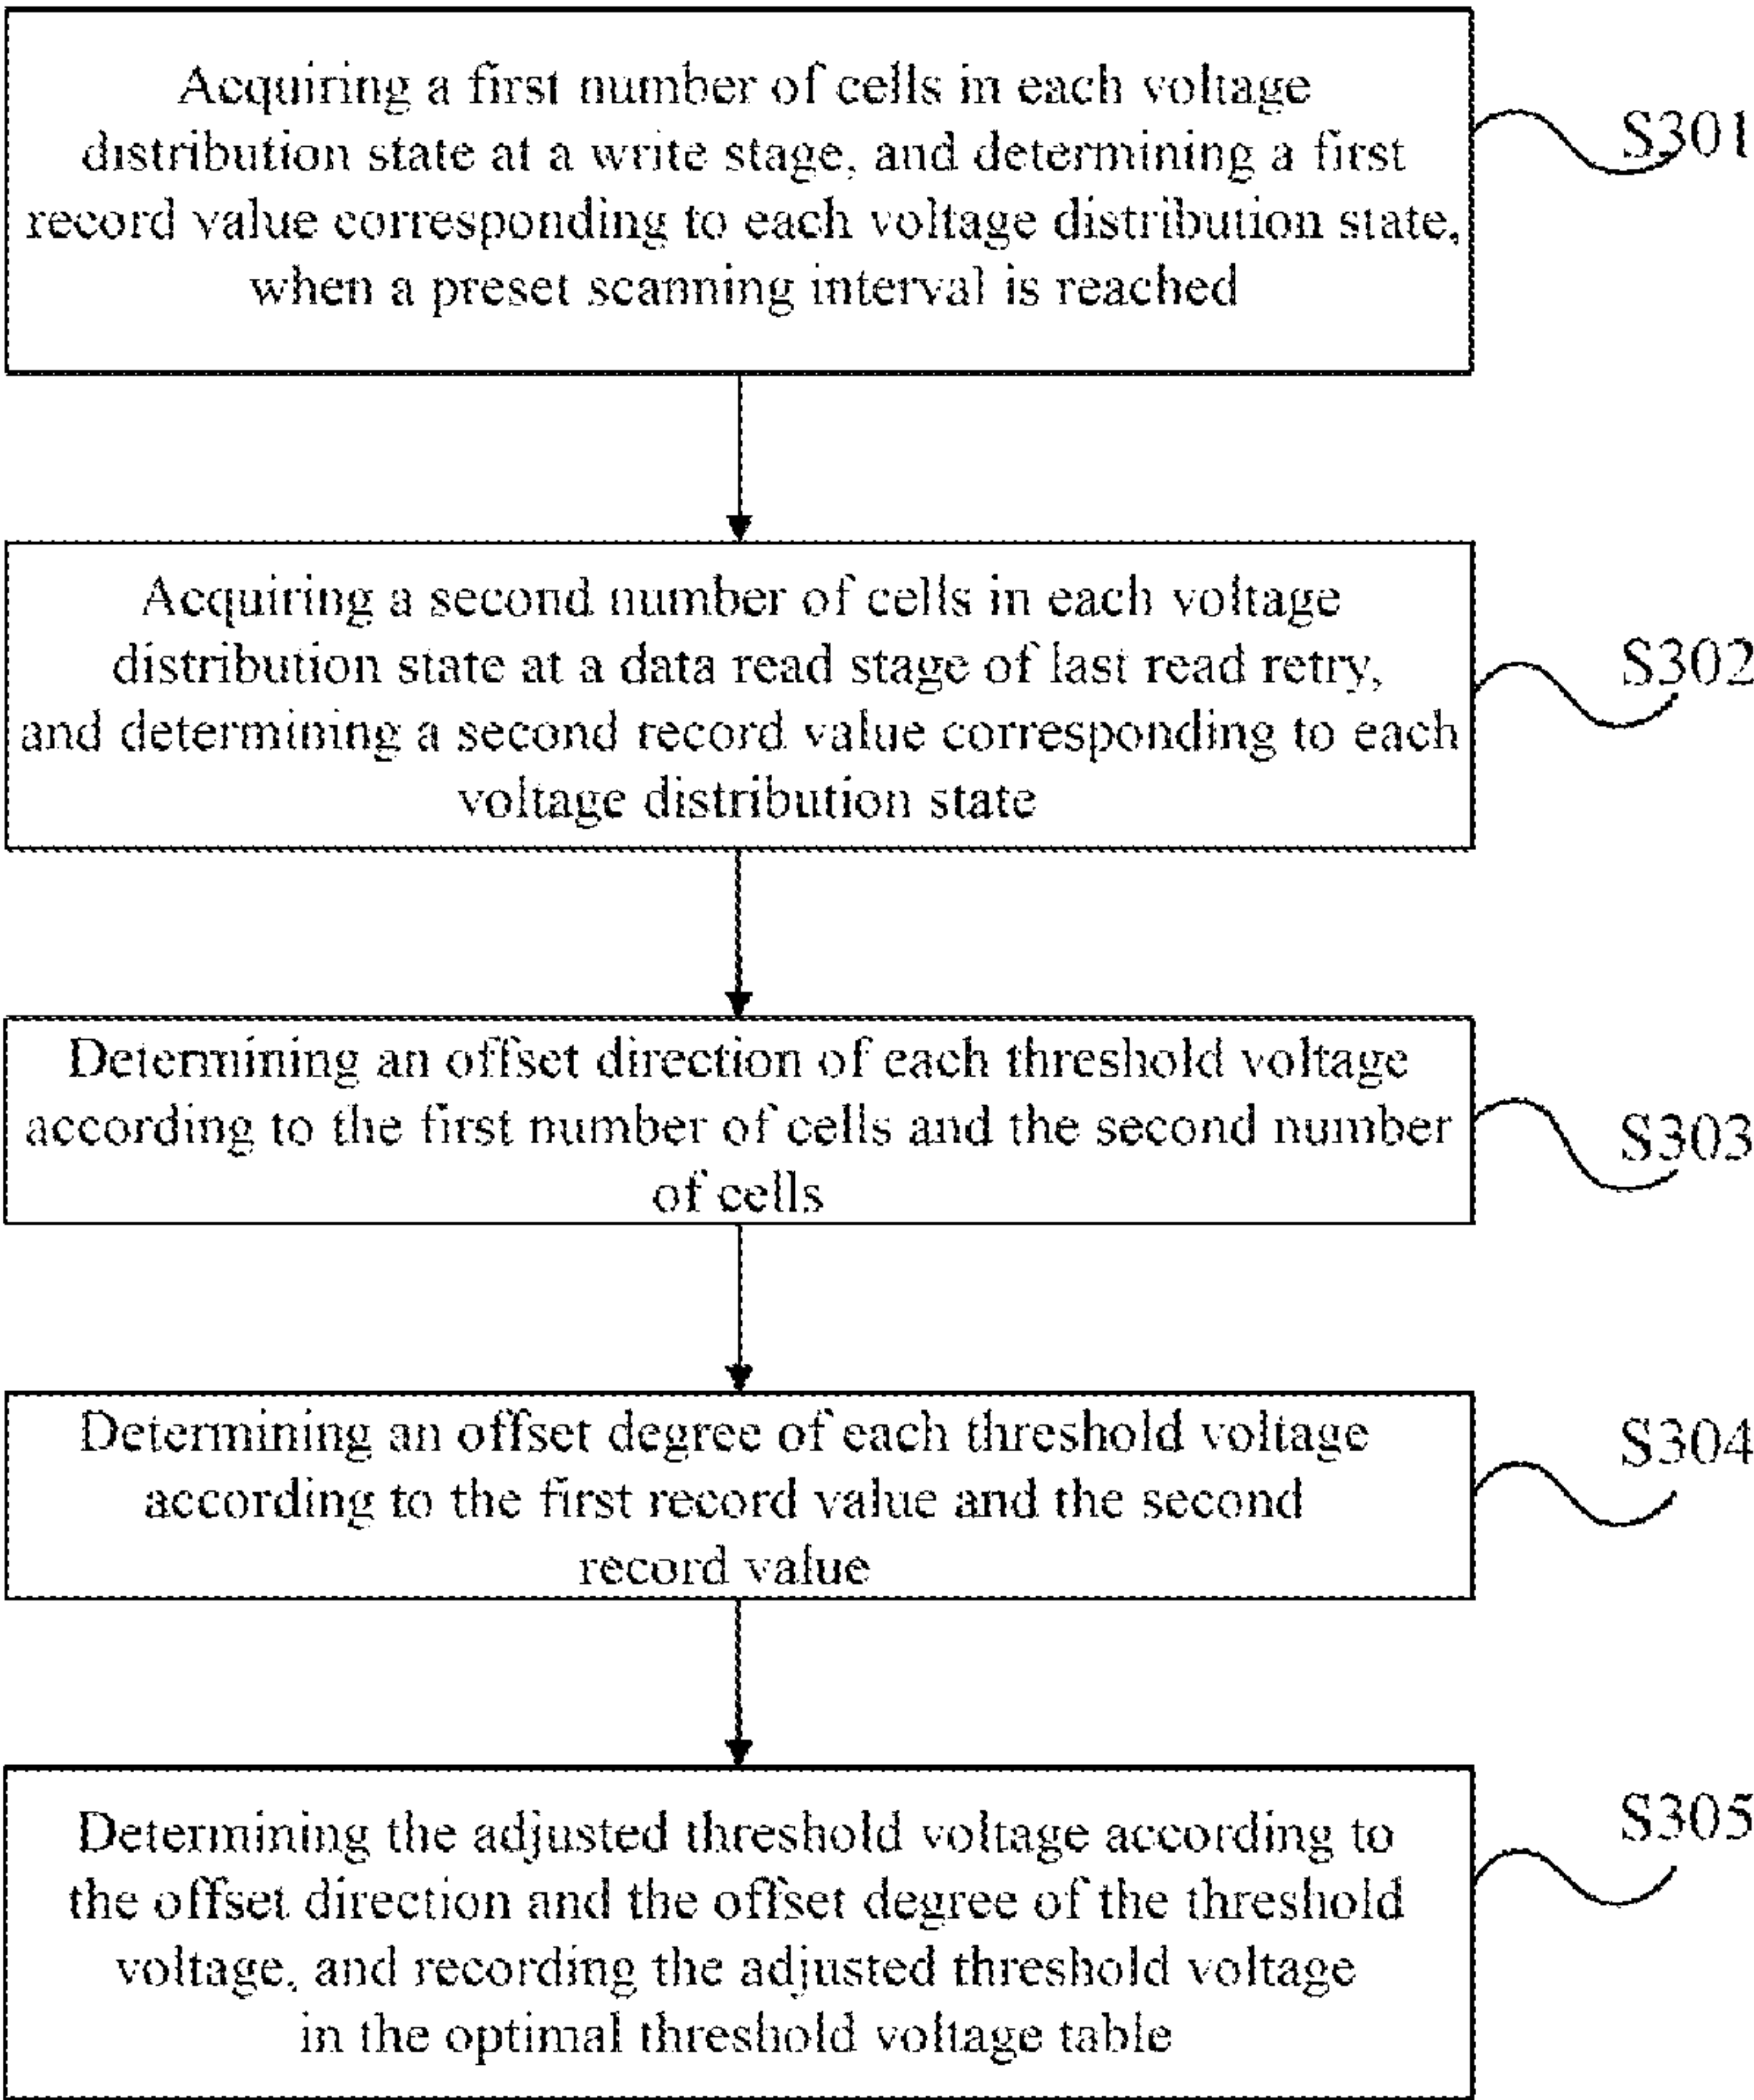 Acquiring a first number of cells in each voltage
distribution state at a write stage, and determining a first
record value corresponding to each voltage distribution state,
when a preset scanning interval is reached
S301
Acquiring a second number of cells in each voltage
distribution state at a data read stage of last read retry,
and determining a second record value corresponding to each
voltage distribution state
S302
Determining an offset direction of each threshold voltage
according to the first number of cells and the second number
of cells
S303
Determining an offset degree of each threshold voltage
according to the first record value and the second
record value
S304
Determining the adjusted threshold voltage according to
the offset direction and the offset degree of the threshold
voltage, and recording the adjusted threshold voltage
in the optimal threshold voltage table
S305